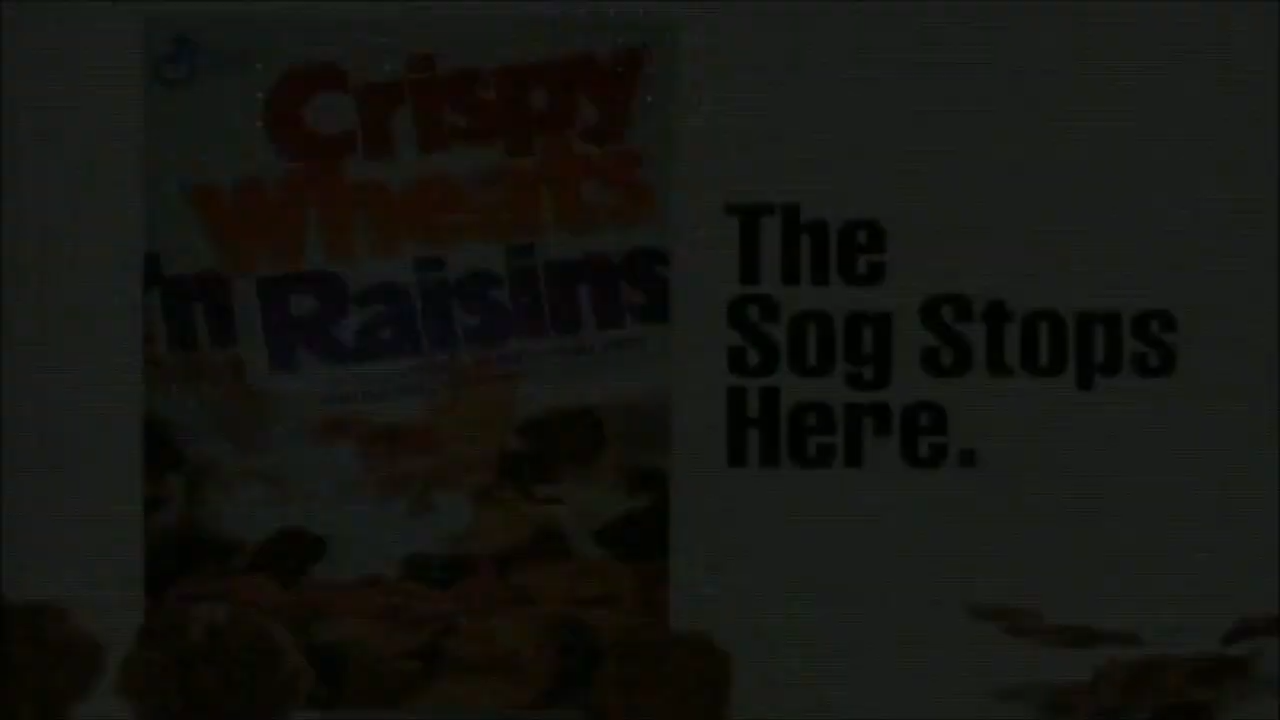 Crispy
Wheats
'n Raisins
The
Sog Stops
Here.